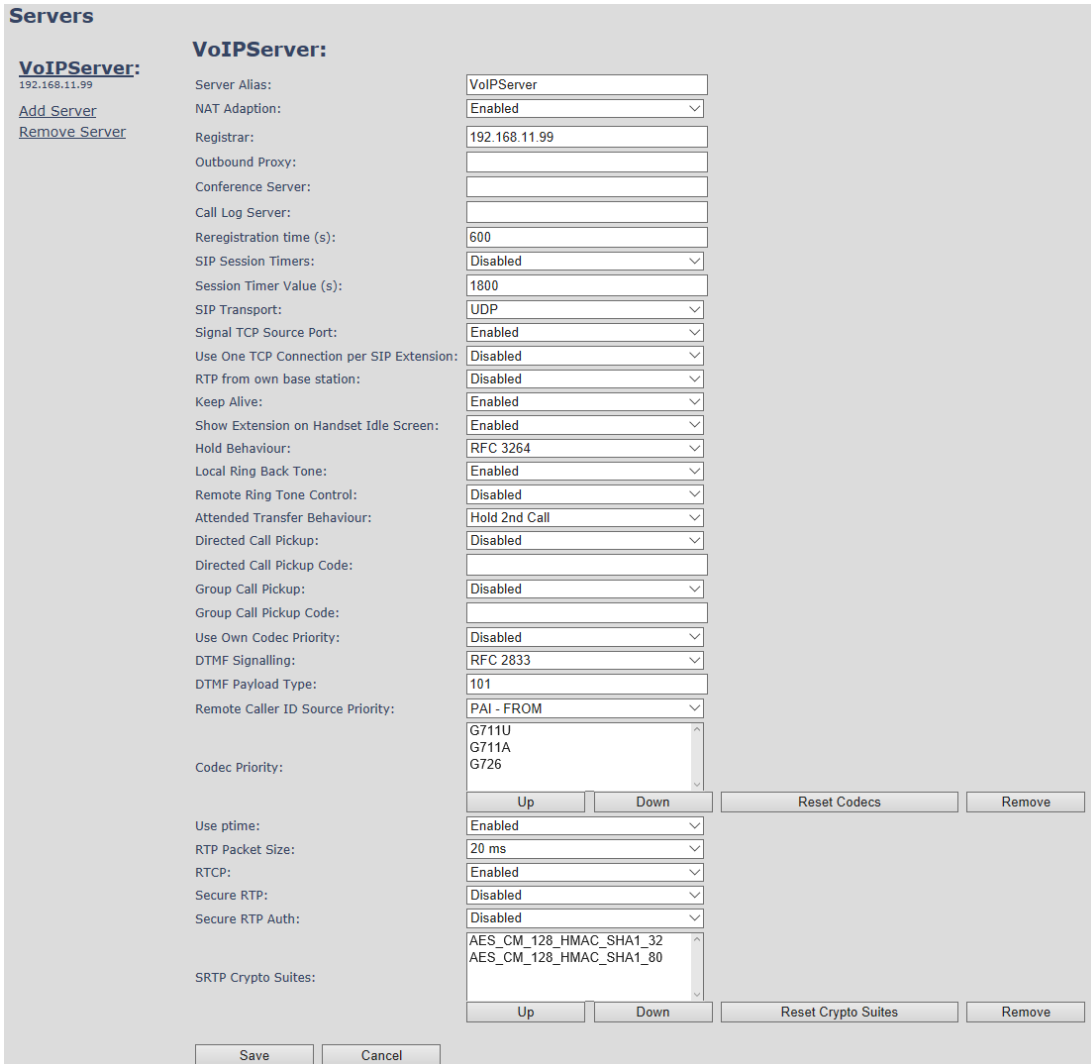 Servers
VoIPServer:
192.168.11.99
Add Server
Remove Server
VoIPServer:
Server Alias: VoIPServer
NAT Adaption: Enabled
Registrar: 192.168.11.99
Outbound Proxy:
Conference Server:
Call Log Server:
Reregistration time (s): 600
SIP Session Timers: Disabled
Session Timer Value (s): 1800
SIP Transport: UDP
Signal TCP Source Port: Enabled
Use One TCP Connection per SIP Extension: Disabled
RTP from own base station: Disabled
Keep Alive: Enabled
Show Extension on Handset Idle Screen: Enabled
Hold Behaviour: RFC 3264
Local Ring Back Tone: Enabled
Remote Ring Tone Control: Disabled
Attended Transfer Behaviour: Hold 2nd Call
Directed Call Pickup: Disabled
Directed Call Pickup Code:
Group Call Pickup: Disabled
Group Call Pickup Code:
Use Own Codec Priority: Disabled
DTMF Signalling: RFC 2833
DTMF Payload Type: 101
Remote Caller ID Source Priority: PAI - FROM
Codec Priority:
G711U
G711A
G726
Up Down Reset Codecs Remove
Use ptime: Enabled
RTP Packet Size: 20 ms
RTCP: Enabled
Secure RTP: Disabled
Secure RTP Auth: Disabled
SRTP Crypto Suites:
AES_CM_128_HMAC_SHA1_32
AES_CM_128_HMAC_SHA1_80
Up Down Reset Crypto Suites Remove
Save Cancel